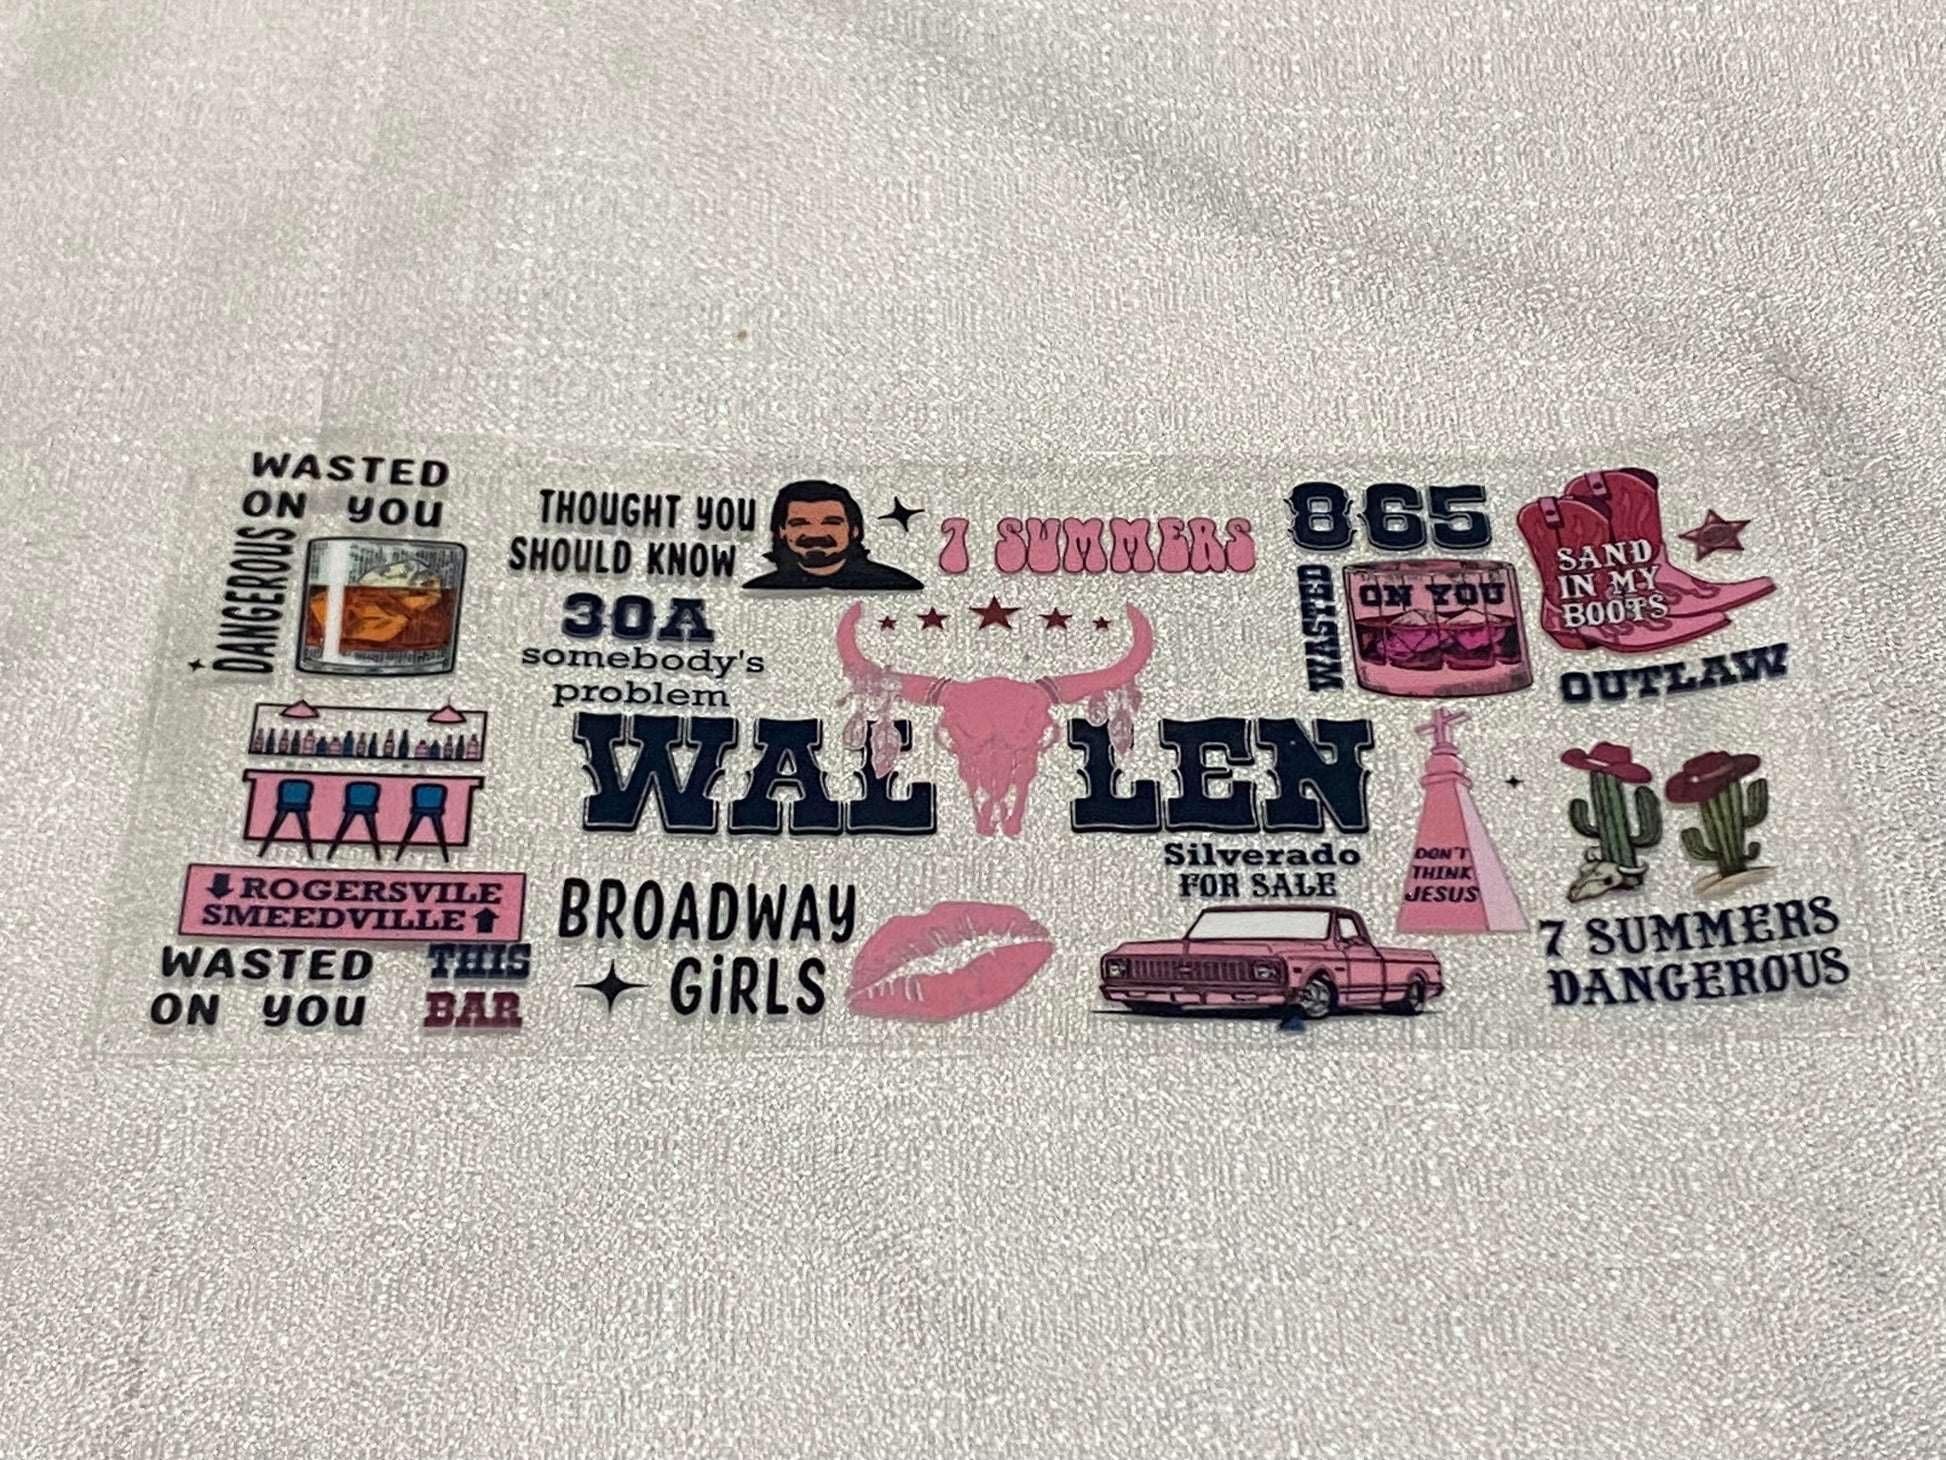 WASTED
ON YOU
DANGEROUS
THOUGHT YOU
SHOULD KNOW
7 SUMMERS
865
WASTED
ON YOU
SAND
IN MY
BOOTS
OUTLAW
30A
somebody's
problem
WALLEN
Silverado
FOR SALE
DON'T
THINK
JESUS
ROGERSVILE
SMEEDVILLE
WASTED
ON YOU
THIS
BAR
BROADWAY
GiRLS
7 SUMMERS
DANGEROUS